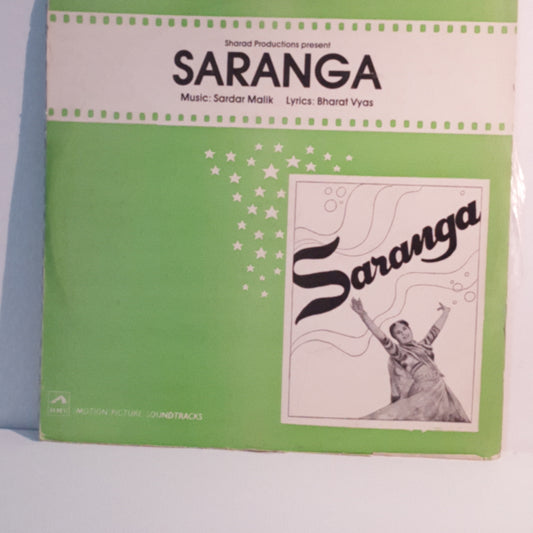 Sharad Productions present
SARANGA
Music: Sardar Malik Lyrics: Bharat Vyas
Saranga
MOTION PICTURE SOUNDTRACKS